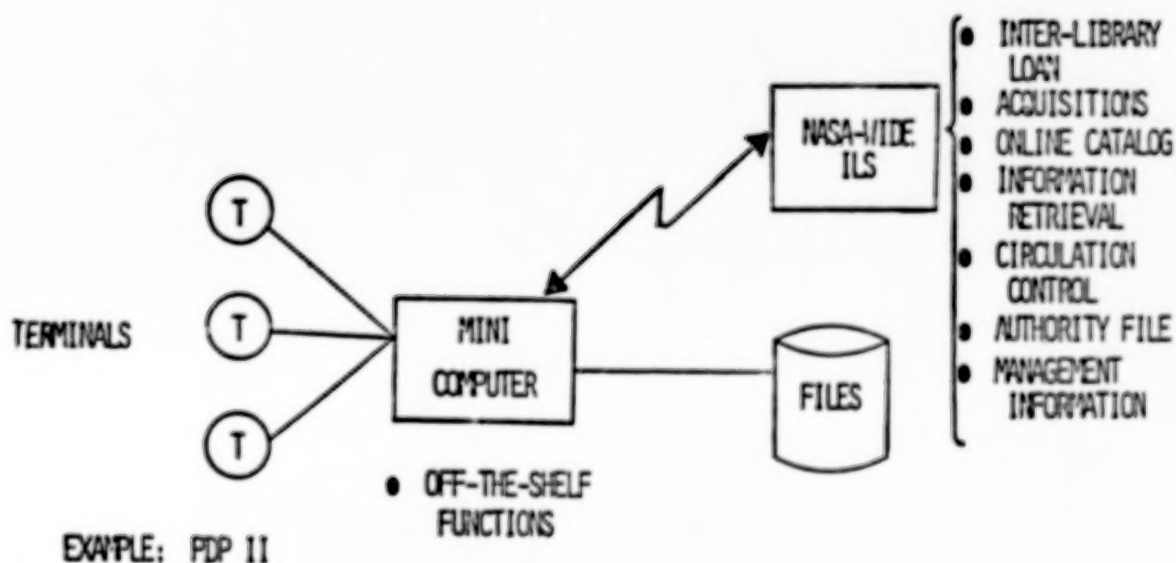 INTER-LIBRARY
LOAN
ACQUISITIONS
ONLINE CATALOG
INFORMATION
RETRIEVAL
CIRCULATION
CONTROL
AUTHORITY FILE
MANAGEMENT
INFORMATION
NASA-WIDE
ILS
T
T
T
TERMINALS
MINI
COMPUTER
FILES
OFF-THE-SHELF
FUNCTIONS
EXAMPLE: PDP II